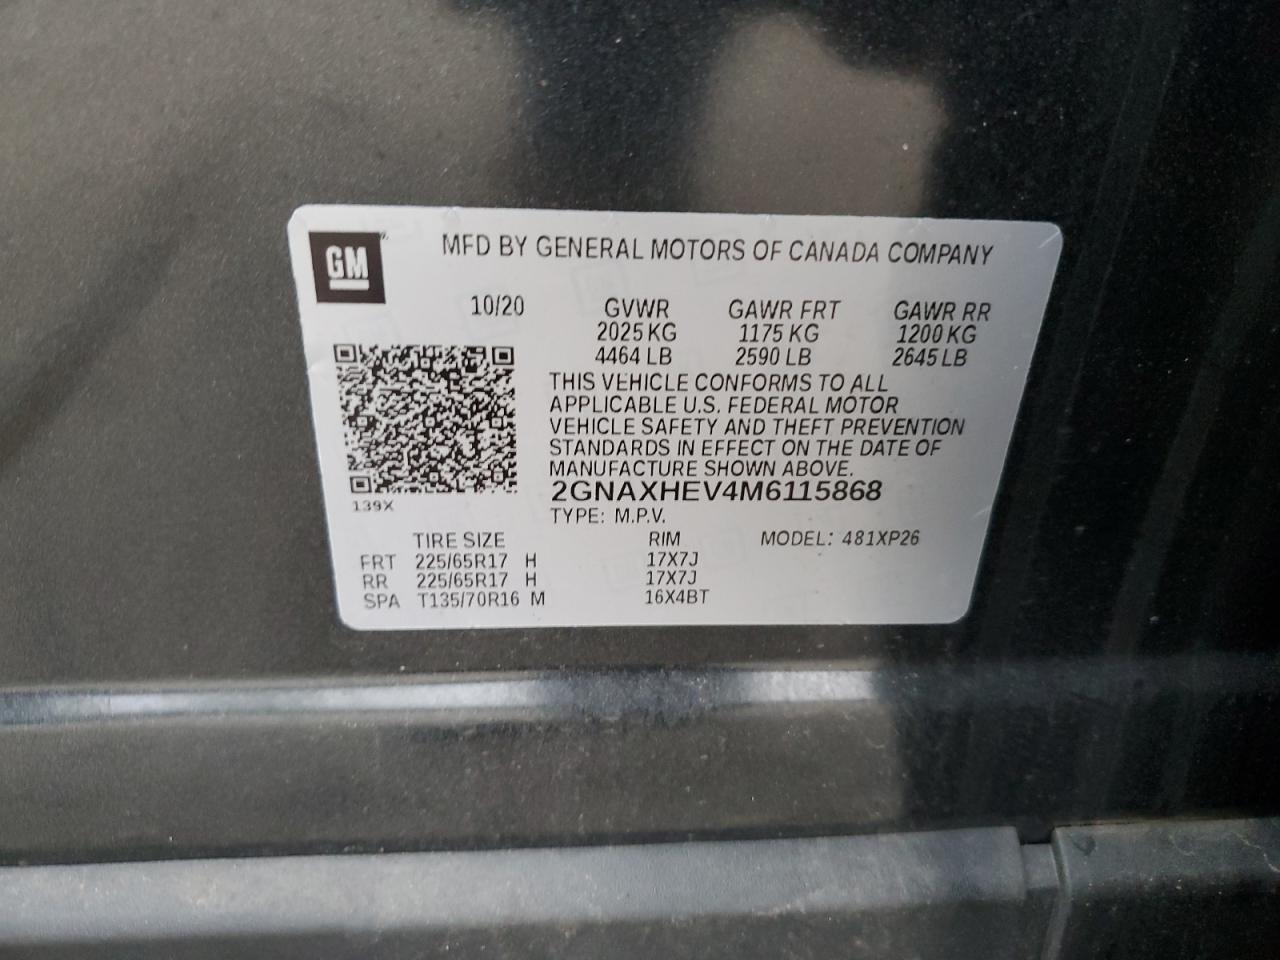 GM
MFD BY GENERAL MOTORS OF CANADA COMPANY
10/20 GVWR GAWR FRT GAWR RR
2025 KG 1175 KG 1200 KG
4464 LB 2590 LB 2645 LB
THIS VEHICLE CONFORMS TO ALL
APPLICABLE U.S. FEDERAL MOTOR
VEHICLE SAFETY AND THEFT PREVENTION
STANDARDS IN EFFECT ON THE DATE OF
MANUFACTURE SHOWN ABOVE.
2GNAXHEV4M6115868
139X
TYPE: M.P.V.
TIRE SIZE RIM MODEL: 481XP26
FRT 225/65R17 H 17X7J
RR 225/65R17 H 17X7J
SPA T135/70R16 M 16X4BT